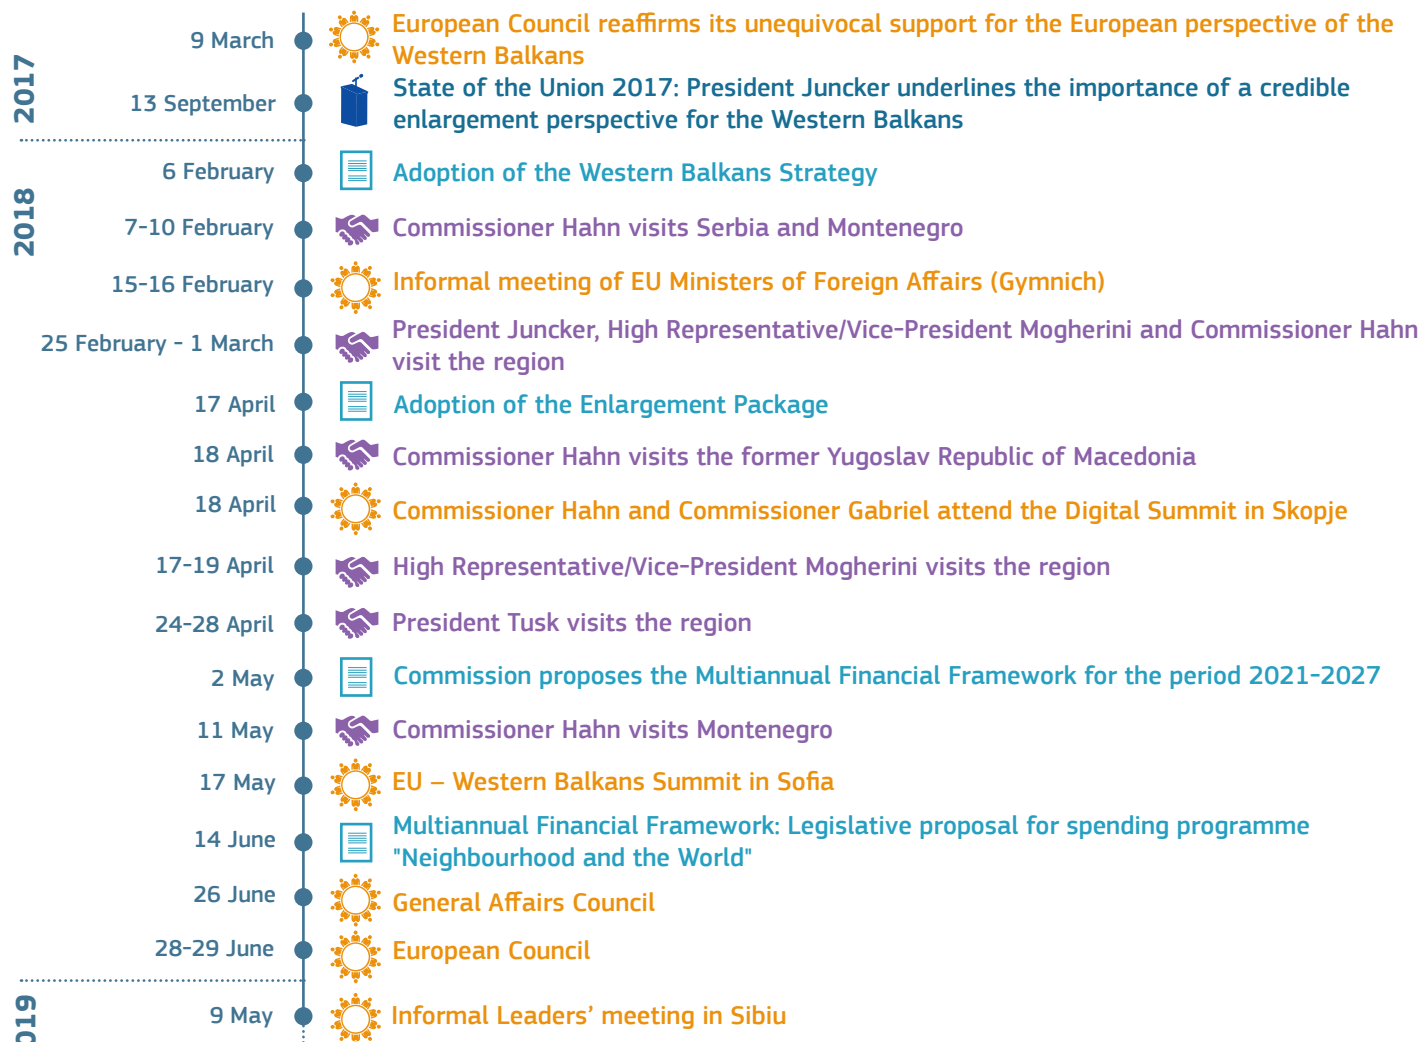 2017
9 March
European Council reaffirms its unequivocal support for the European perspective of the
Western Balkans
13 September
State of the Union 2017: President Juncker underlines the importance of a credible
enlargement perspective for the Western Balkans
2018
6 February
Adoption of the Western Balkans Strategy
7-10 February
Commissioner Hahn visits Serbia and Montenegro
15-16 February
Informal meeting of EU Ministers of Foreign Affairs (Gymnich)
25 February - 1 March
President Juncker, High Representative/Vice-President Mogherini and Commissioner Hahn
visit the region
17 April
Adoption of the Enlargement Package
18 April
Commissioner Hahn visits the former Yugoslav Republic of Macedonia
18 April
Commissioner Hahn and Commissioner Gabriel attend the Digital Summit in Skopje
17-19 April
High Representative/Vice-President Mogherini visits the region
24-28 April
President Tusk visits the region
2 May
Commission proposes the Multiannual Financial Framework for the period 2021-2027
11 May
Commissioner Hahn visits Montenegro
17 May
EU – Western Balkans Summit in Sofia
14 June
Multiannual Financial Framework: Legislative proposal for spending programme
"Neighbourhood and the World"
26 June
General Affairs Council
28-29 June
European Council
2019
9 May
Informal Leaders' meeting in Sibiu